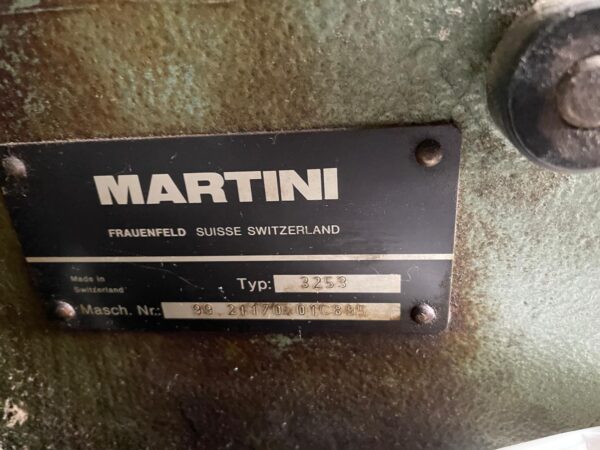 MARTINI
FRAUENFELD SUISSE SWITZERLAND
Made in
Switzerland
Typ: 3253
Masch. Nr.: